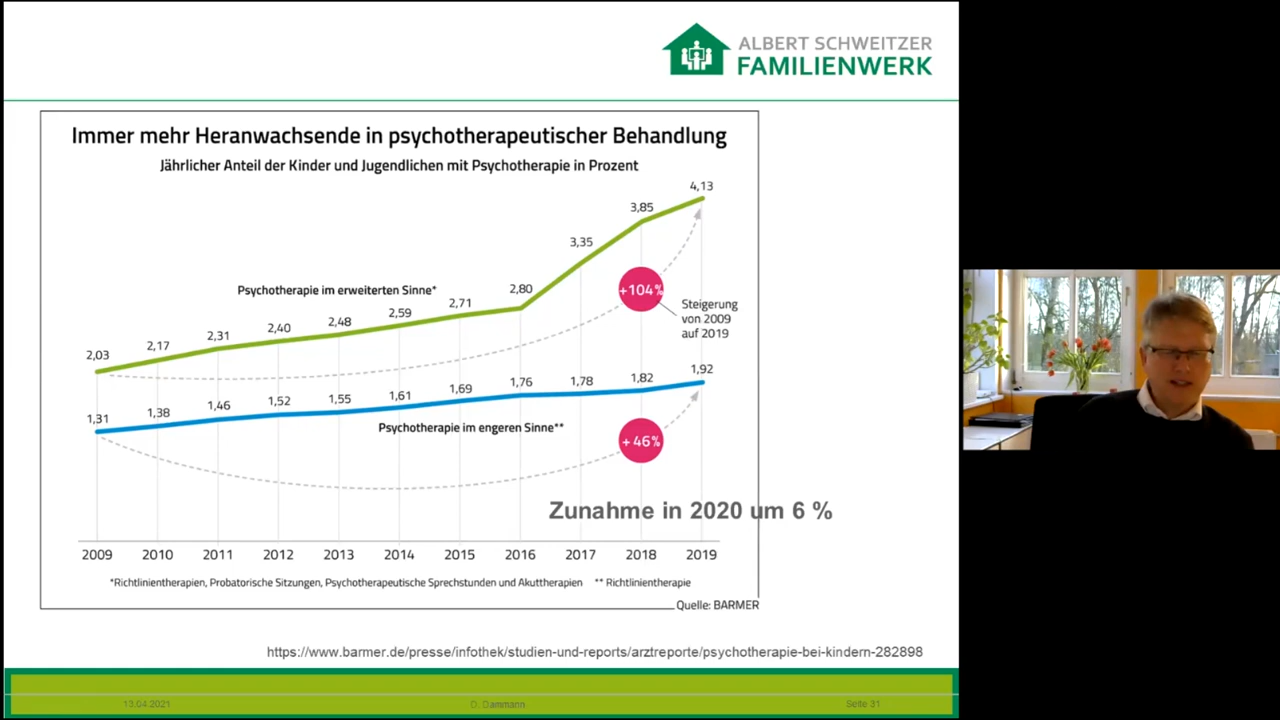 ALBERT SCHWEITZER
FAMILIENWERK
Immer mehr Heranwachsende in psychotherapeutischer Behandlung
Jährlicher Anteil der Kinder und Jugendlichen mit Psychotherapie in Prozent
4,13
3,85
3,35
2,80
2,71
2,59
2,48
2,40
2,31
2,17
2,03
Psychotherapie im erweiterten Sinne*
+104%
Steigerung
von 2009
auf 2019
1,31
1,38
1,46
1,52
1,55
1,61
1,69
1,76
1,78
1,82
1,92
Psychotherapie im engeren Sinne**
+46%
Zunahme in 2020 um 6 %
2009 2010 2011 2012 2013 2014 2015 2016 2017 2018 2019
*Richtlinientherapien, Probatorische Sitzungen, Psychotherapeutische Sprechstunden und Akuttherapien ** Richtlinientherapie
Quelle: BARMER
https://www.barmer.de/presse/infothek/studien-und-reports/arztreporte/psychotherapie-bei-kindern-282898
13.04.2021 D. Dammann Seite 31